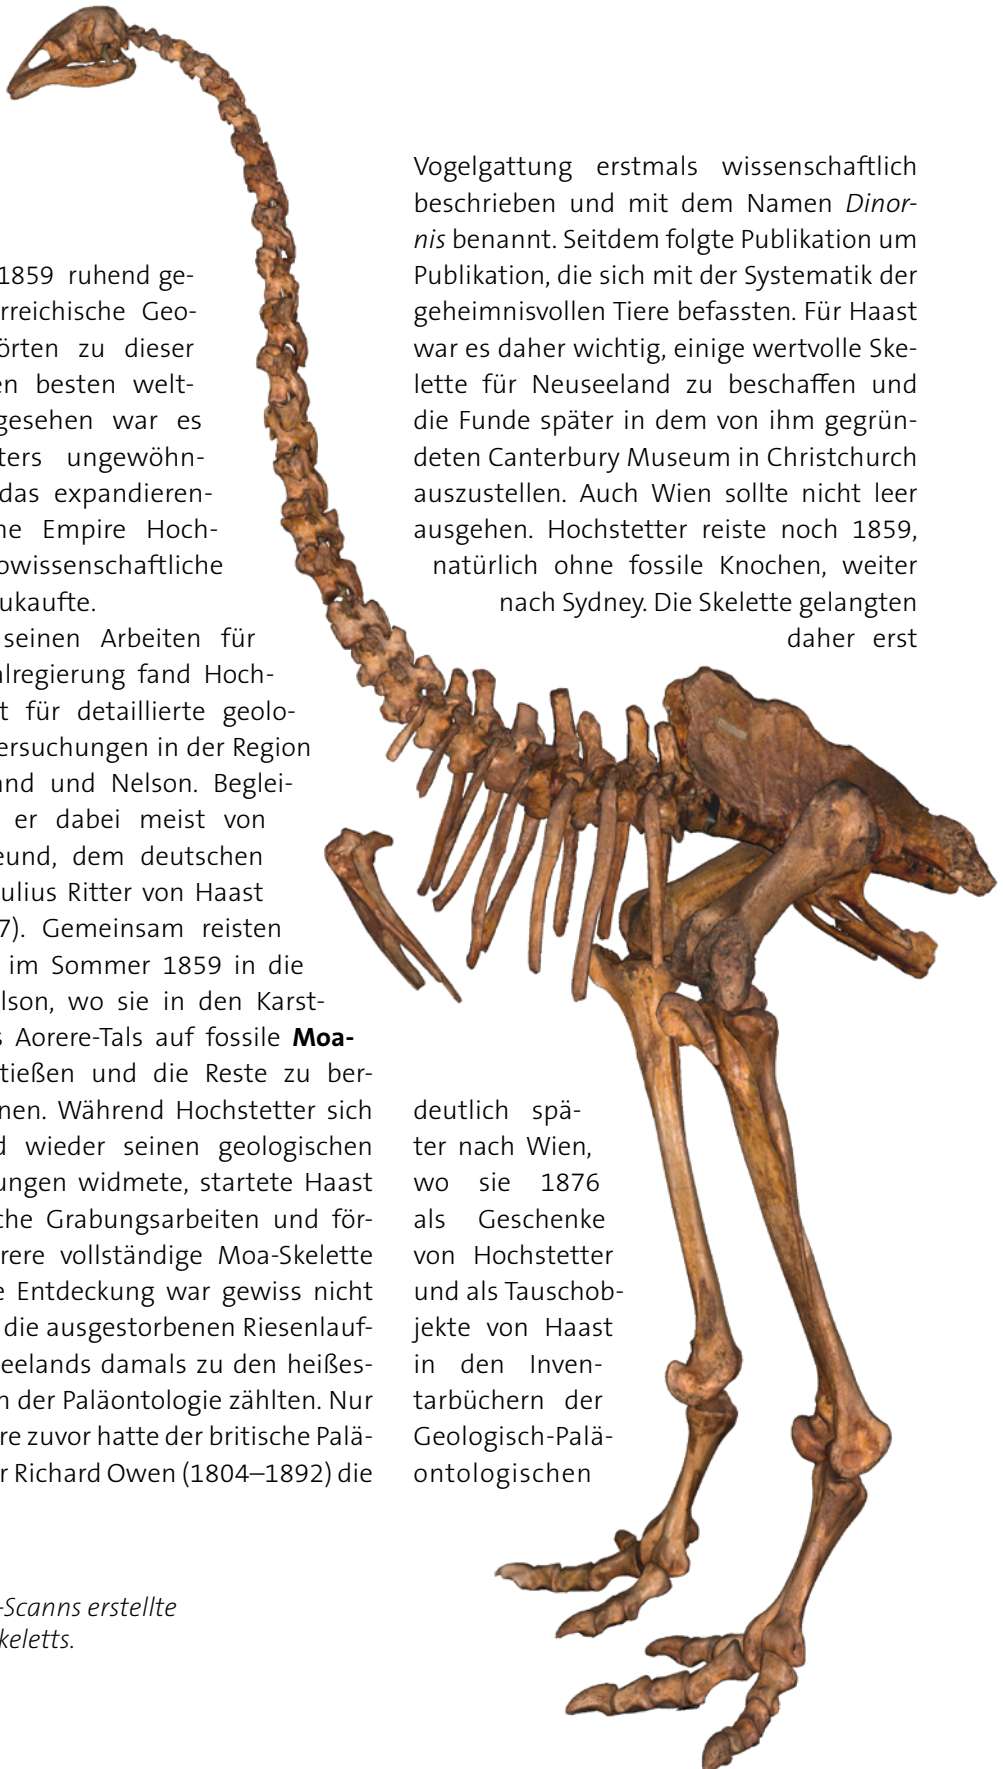 1859 ruhend ge-
rreichische Geo-
örten zu dieser
en besten welt-
gesehen war es
ters ungewöhn-
das expandieren-
he Empire Hoch-
owissenschaftliche
ukaufte.
seinen Arbeiten für
alregierung fand Hoch-
t für detaillierte geolo-
ersuchungen in der Region
and und Nelson. Beglei-
er dabei meist von
eund, dem deutschen
ulius Ritter von Haast
7). Gemeinsam reisten
im Sommer 1859 in die
lson, wo sie in den Karst-
s Aorere-Tals auf fossile Moa-
tießen und die Reste zu ber-
nen. Während Hochstetter sich
d wieder seinen geologischen
ungen widmete, startete Haast
che Grabungsarbeiten und för-
rere vollständige Moa-Skelette
e Entdeckung war gewiss nicht
die ausgestorbenen Riesenlauf-
eelands damals zu den heißes-
n der Paläontologie zählten. Nur
re zuvor hatte der britische Palä-
r Richard Owen (1804–1892) die
Vogelgattung erstmals wissenschaftlich
beschrieben und mit dem Namen Dinor-
nis benannt. Seitdem folgte Publikation um
Publikation, die sich mit der Systematik der
geheimnisvollen Tiere befassten. Für Haast
war es daher wichtig, einige wertvolle Ske-
lette für Neuseeland zu beschaffen und
die Funde später in dem von ihm gegrün-
deten Canterbury Museum in Christchurch
auszustellen. Auch Wien sollte nicht leer
ausgehen. Hochstetter reiste noch 1859,
natürlich ohne fossile Knochen, weiter
nach Sydney. Die Skelette gelangten
daher erst
deutlich spä-
ter nach Wien,
wo sie 1876
als Geschenke
von Hochstetter
und als Tauschob-
jekte von Haast
in den Inven-
tarbüchern der
Geologisch-Palä-
ontologischen
-Scanns erstellte
keletts.